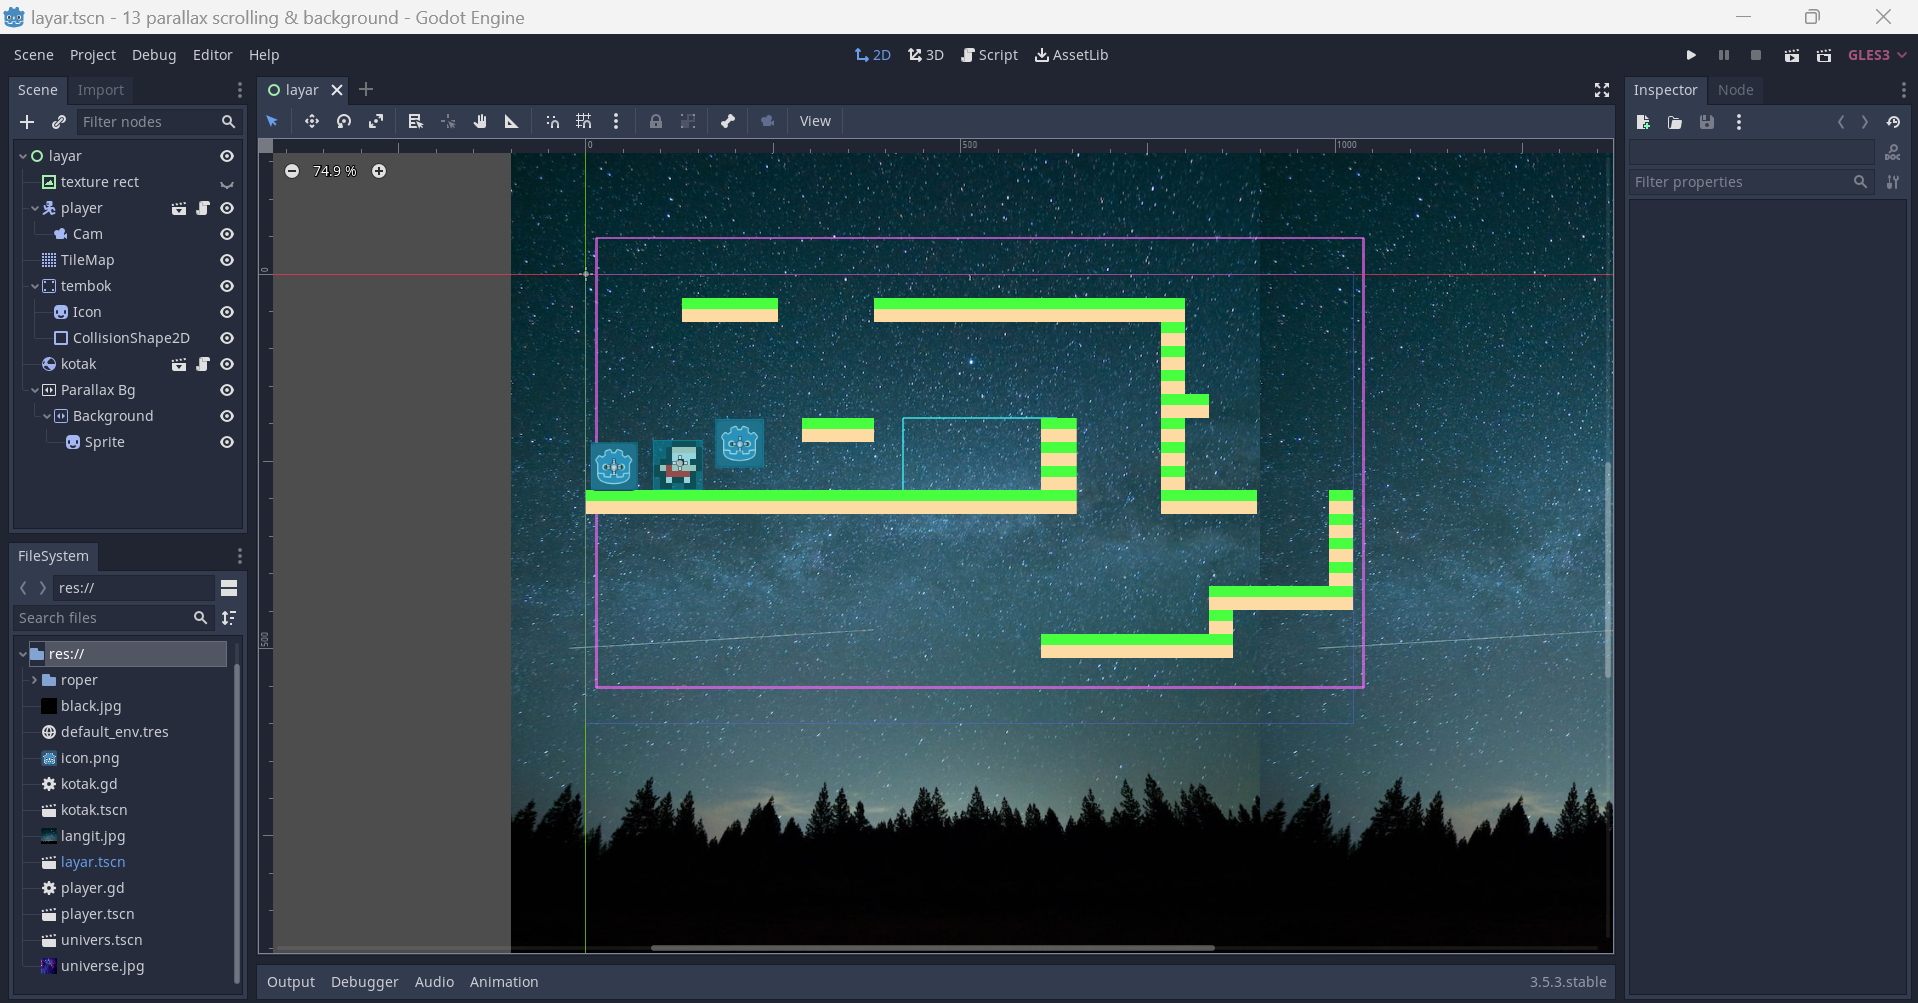 layar.tscn - 13 parallax scrolling & background - Godot Engine
Scene Project Debug Editor Help
2D 3D Script AssetLib
GLES3
Scene Import
Filter nodes
layar
texture rect
player
Cam
TileMap
tembok
Icon
CollisionShape2D
kotak
Parallax Bg
Background
Sprite
FileSystem
res://
Search files
res://
roper
black.jpg
default_env.tres
icon.png
kotak.gd
kotak.tscn
langit.jpg
layar.tscn
player.gd
player.tscn
univers.tscn
universe.jpg
layar
View
0 500 1000
74.9 %
0
500
Output Debugger Audio Animation
3.5.3.stable
Inspector Node
DOC
Filter properties